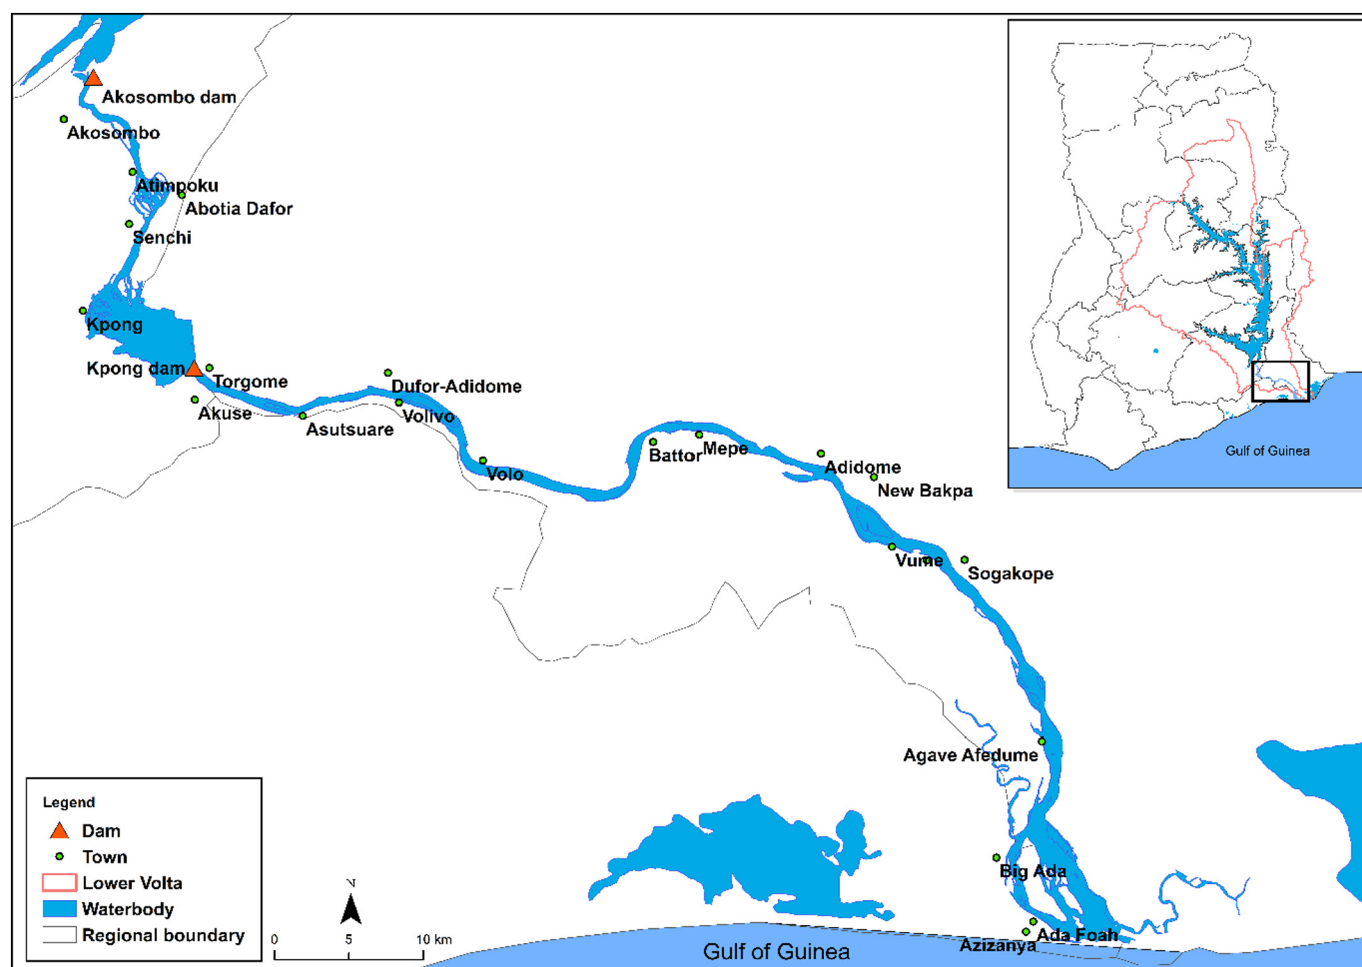 Akosombo dam
Akosombo
Atimpoku
Abotia Dafor
Senchi
Kpong
Kpong dam
Torgome
Akuse
Asutsuare
Dufor-Adidome
Volivo
Volo
Battor
Mepe
Adidome
New Bakpa
Vume
Sogakope
Agave Afedume
Big Ada
Ada Foah
Azizanya
Gulf of Guinea
Gulf of Guinea
Legend
Dam
Town
Lower Volta
Waterbody
Regional boundary
N
0 5 10 km